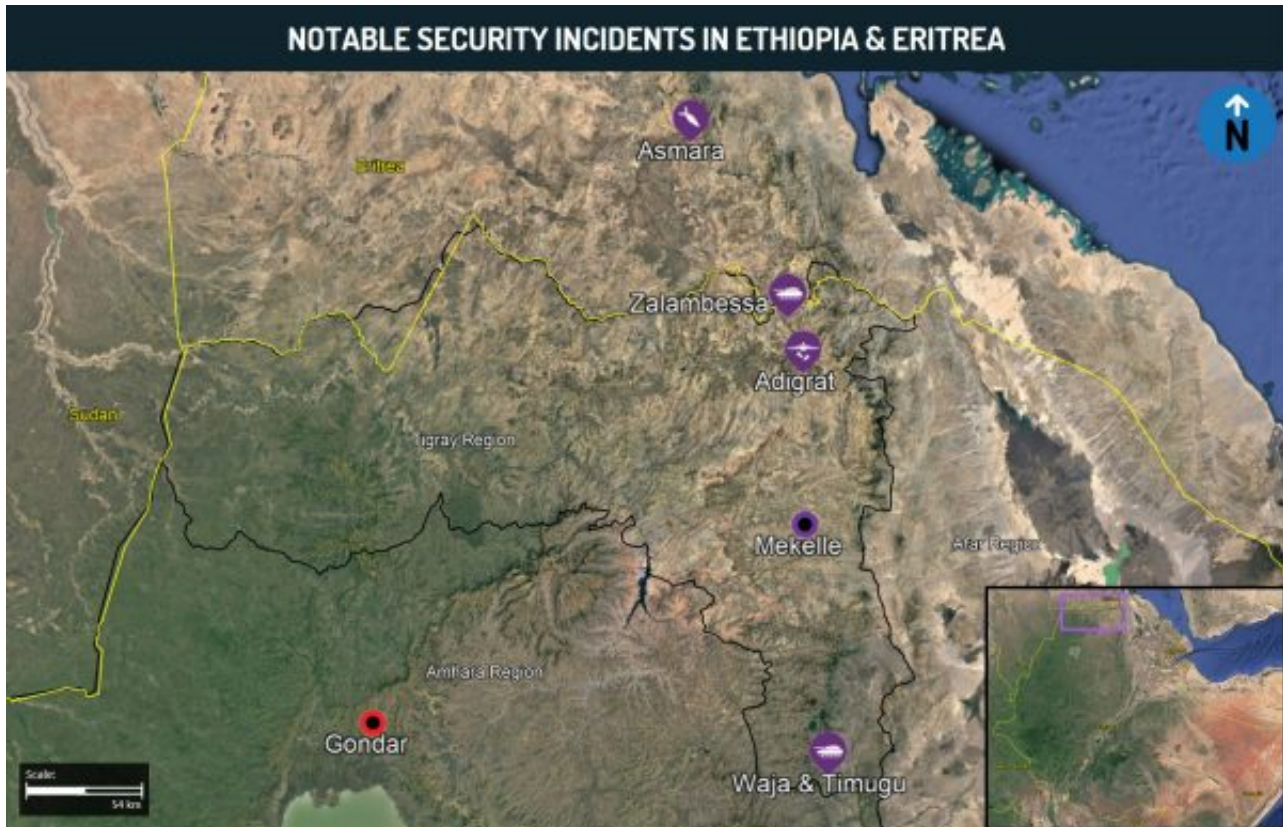 NOTABLE SECURITY INCIDENTS IN ETHIOPIA & ERITREA
N
Asmara
Eritrea
Zalambessa
Adigrat
Sudan
Tigray Region
Mekelle
Afar Region
Amhara Region
Gondar
Waja & Timugu
Scale:
54 km